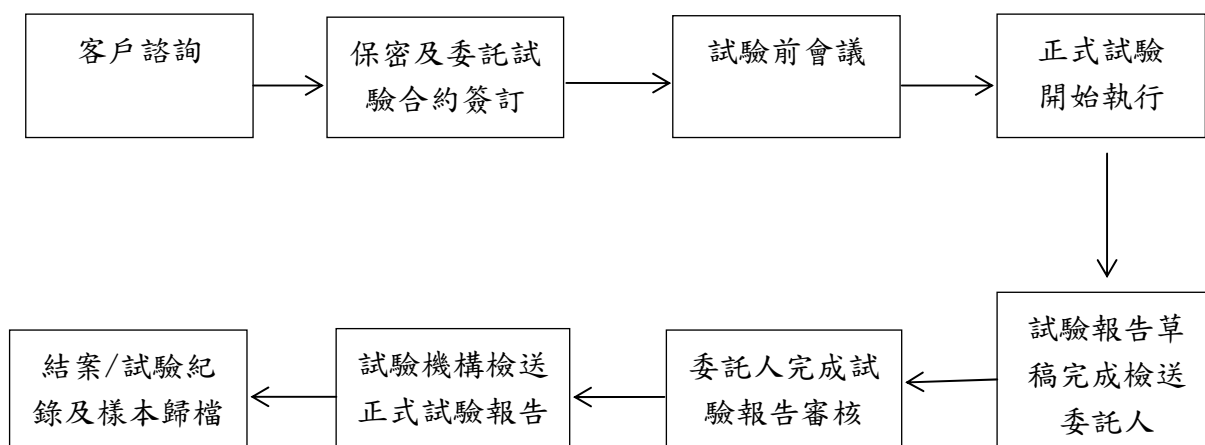 客戶諮詢
保密及委託試
驗合約簽訂
試驗前會議
正式試驗
開始執行
試驗報告草
稿完成檢送
委託人
委託人完成試
驗報告審核
試驗機構檢送
正式試驗報告
結案/試驗紀
錄及樣本歸檔